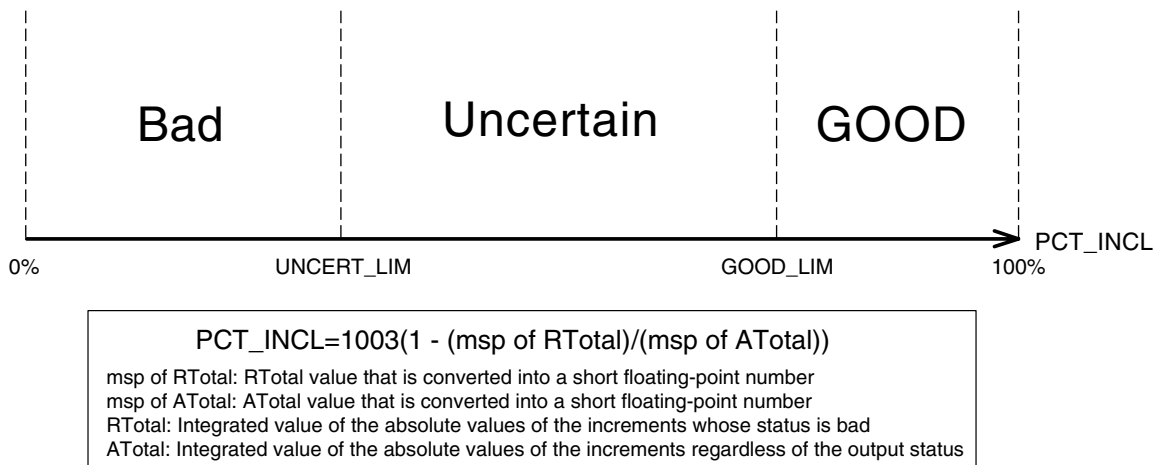 Bad
Uncertain
GOOD
PCT_INCL
0%
UNCERT_LIM
GOOD_LIM
100%
PCT_INCL=1003(1 - (msp of RTotal)/(msp of ATotal))
msp of RTotal: RTotal value that is converted into a short floating-point number
msp of ATotal: ATotal value that is converted into a short floating-point number
RTotal: Integrated value of the absolute values of the increments whose status is bad
ATotal: Integrated value of the absolute values of the increments regardless of the output status